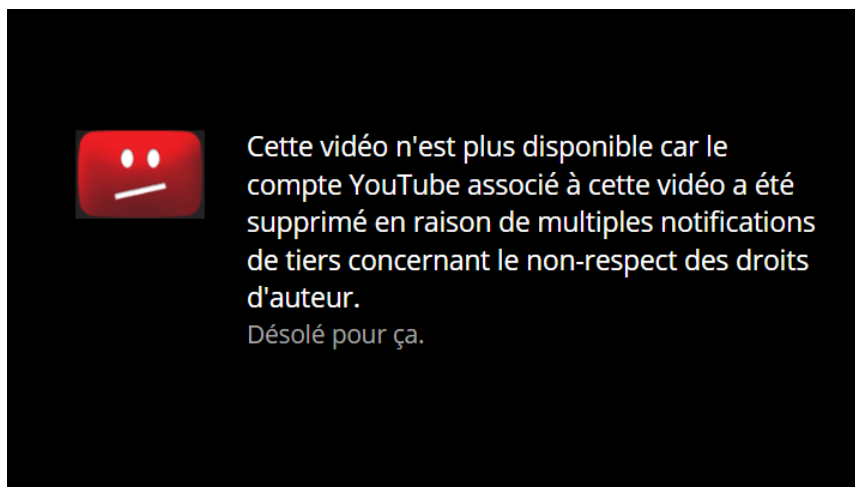 Cette vidéo n'est plus disponible car le
compte YouTube associé à cette vidéo a été
supprimé en raison de multiples notifications
de tiers concernant le non-respect des droits
d'auteur.
Désolé pour ça.